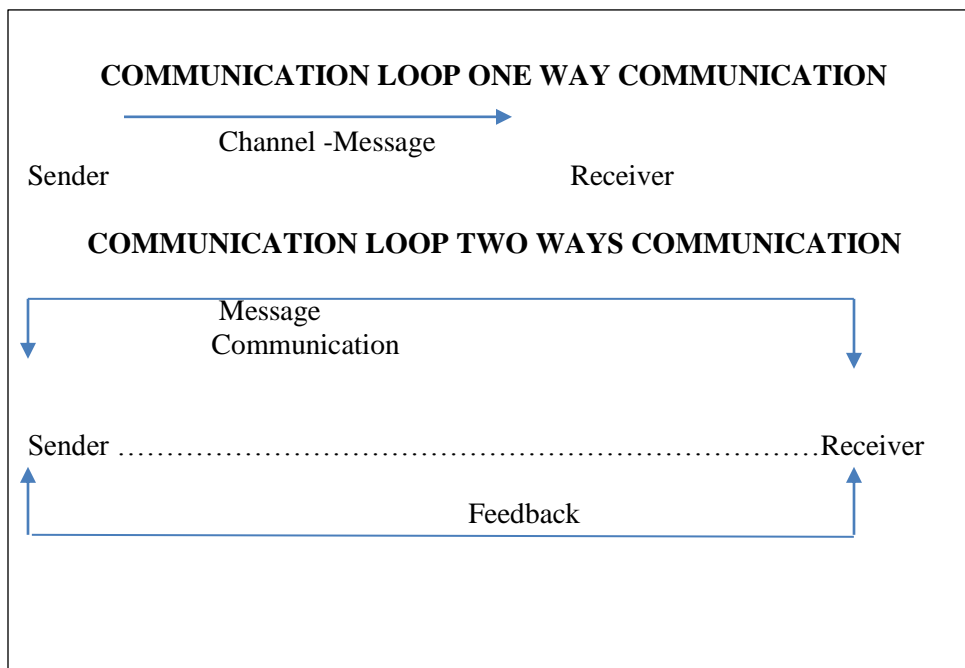 COMMUNICATION LOOP ONE WAY COMMUNICATION
Channel -Message
Sender Receiver
COMMUNICATION LOOP TWO WAYS COMMUNICATION
Message
Communication
Sender ……………………………………………………………………Receiver
Feedback